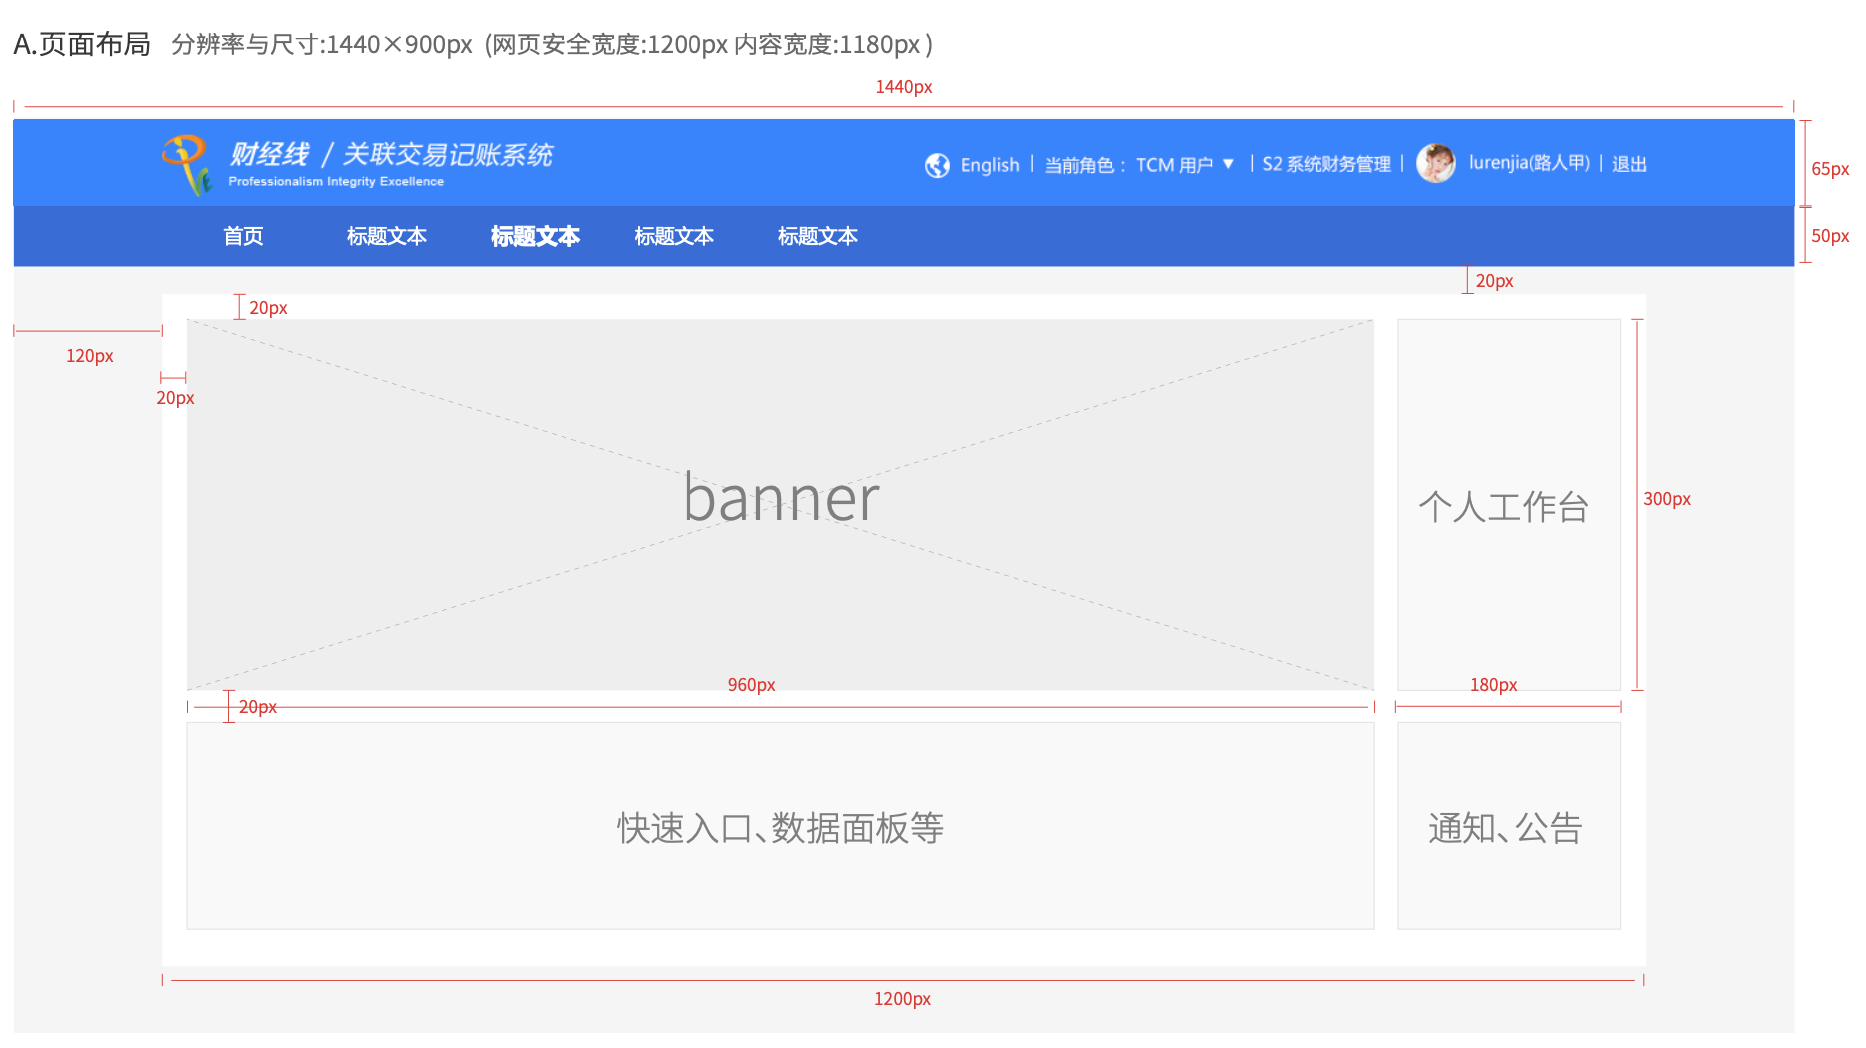 A.页面布局 分辨率与尺寸:1440×900px (网页安全宽度:1200px 内容宽度:1180px )
1440px
财经线 / 关联交易记账系统
Professionalism Integrity Excellence
English | 当前角色： TCM 用户 ▼ | S2 系统财务管理 | lurenjia(路人甲) | 退出
65px
首页 标题文本 标题文本 标题文本 标题文本
50px
20px
20px
120px
20px
banner
个人工作台
300px
960px
180px
20px
快速入口、数据面板等
通知、公告
1200px